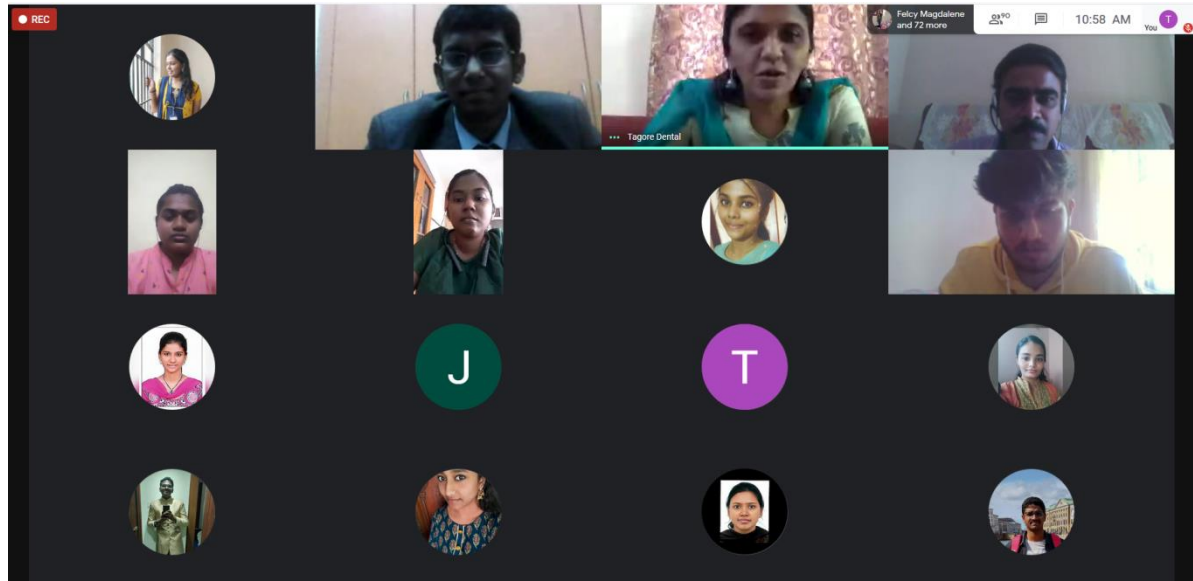 REC
Felcy Magdalene
and 72 more
90
10:58 AM
You
T
Tagore Dental
J
T